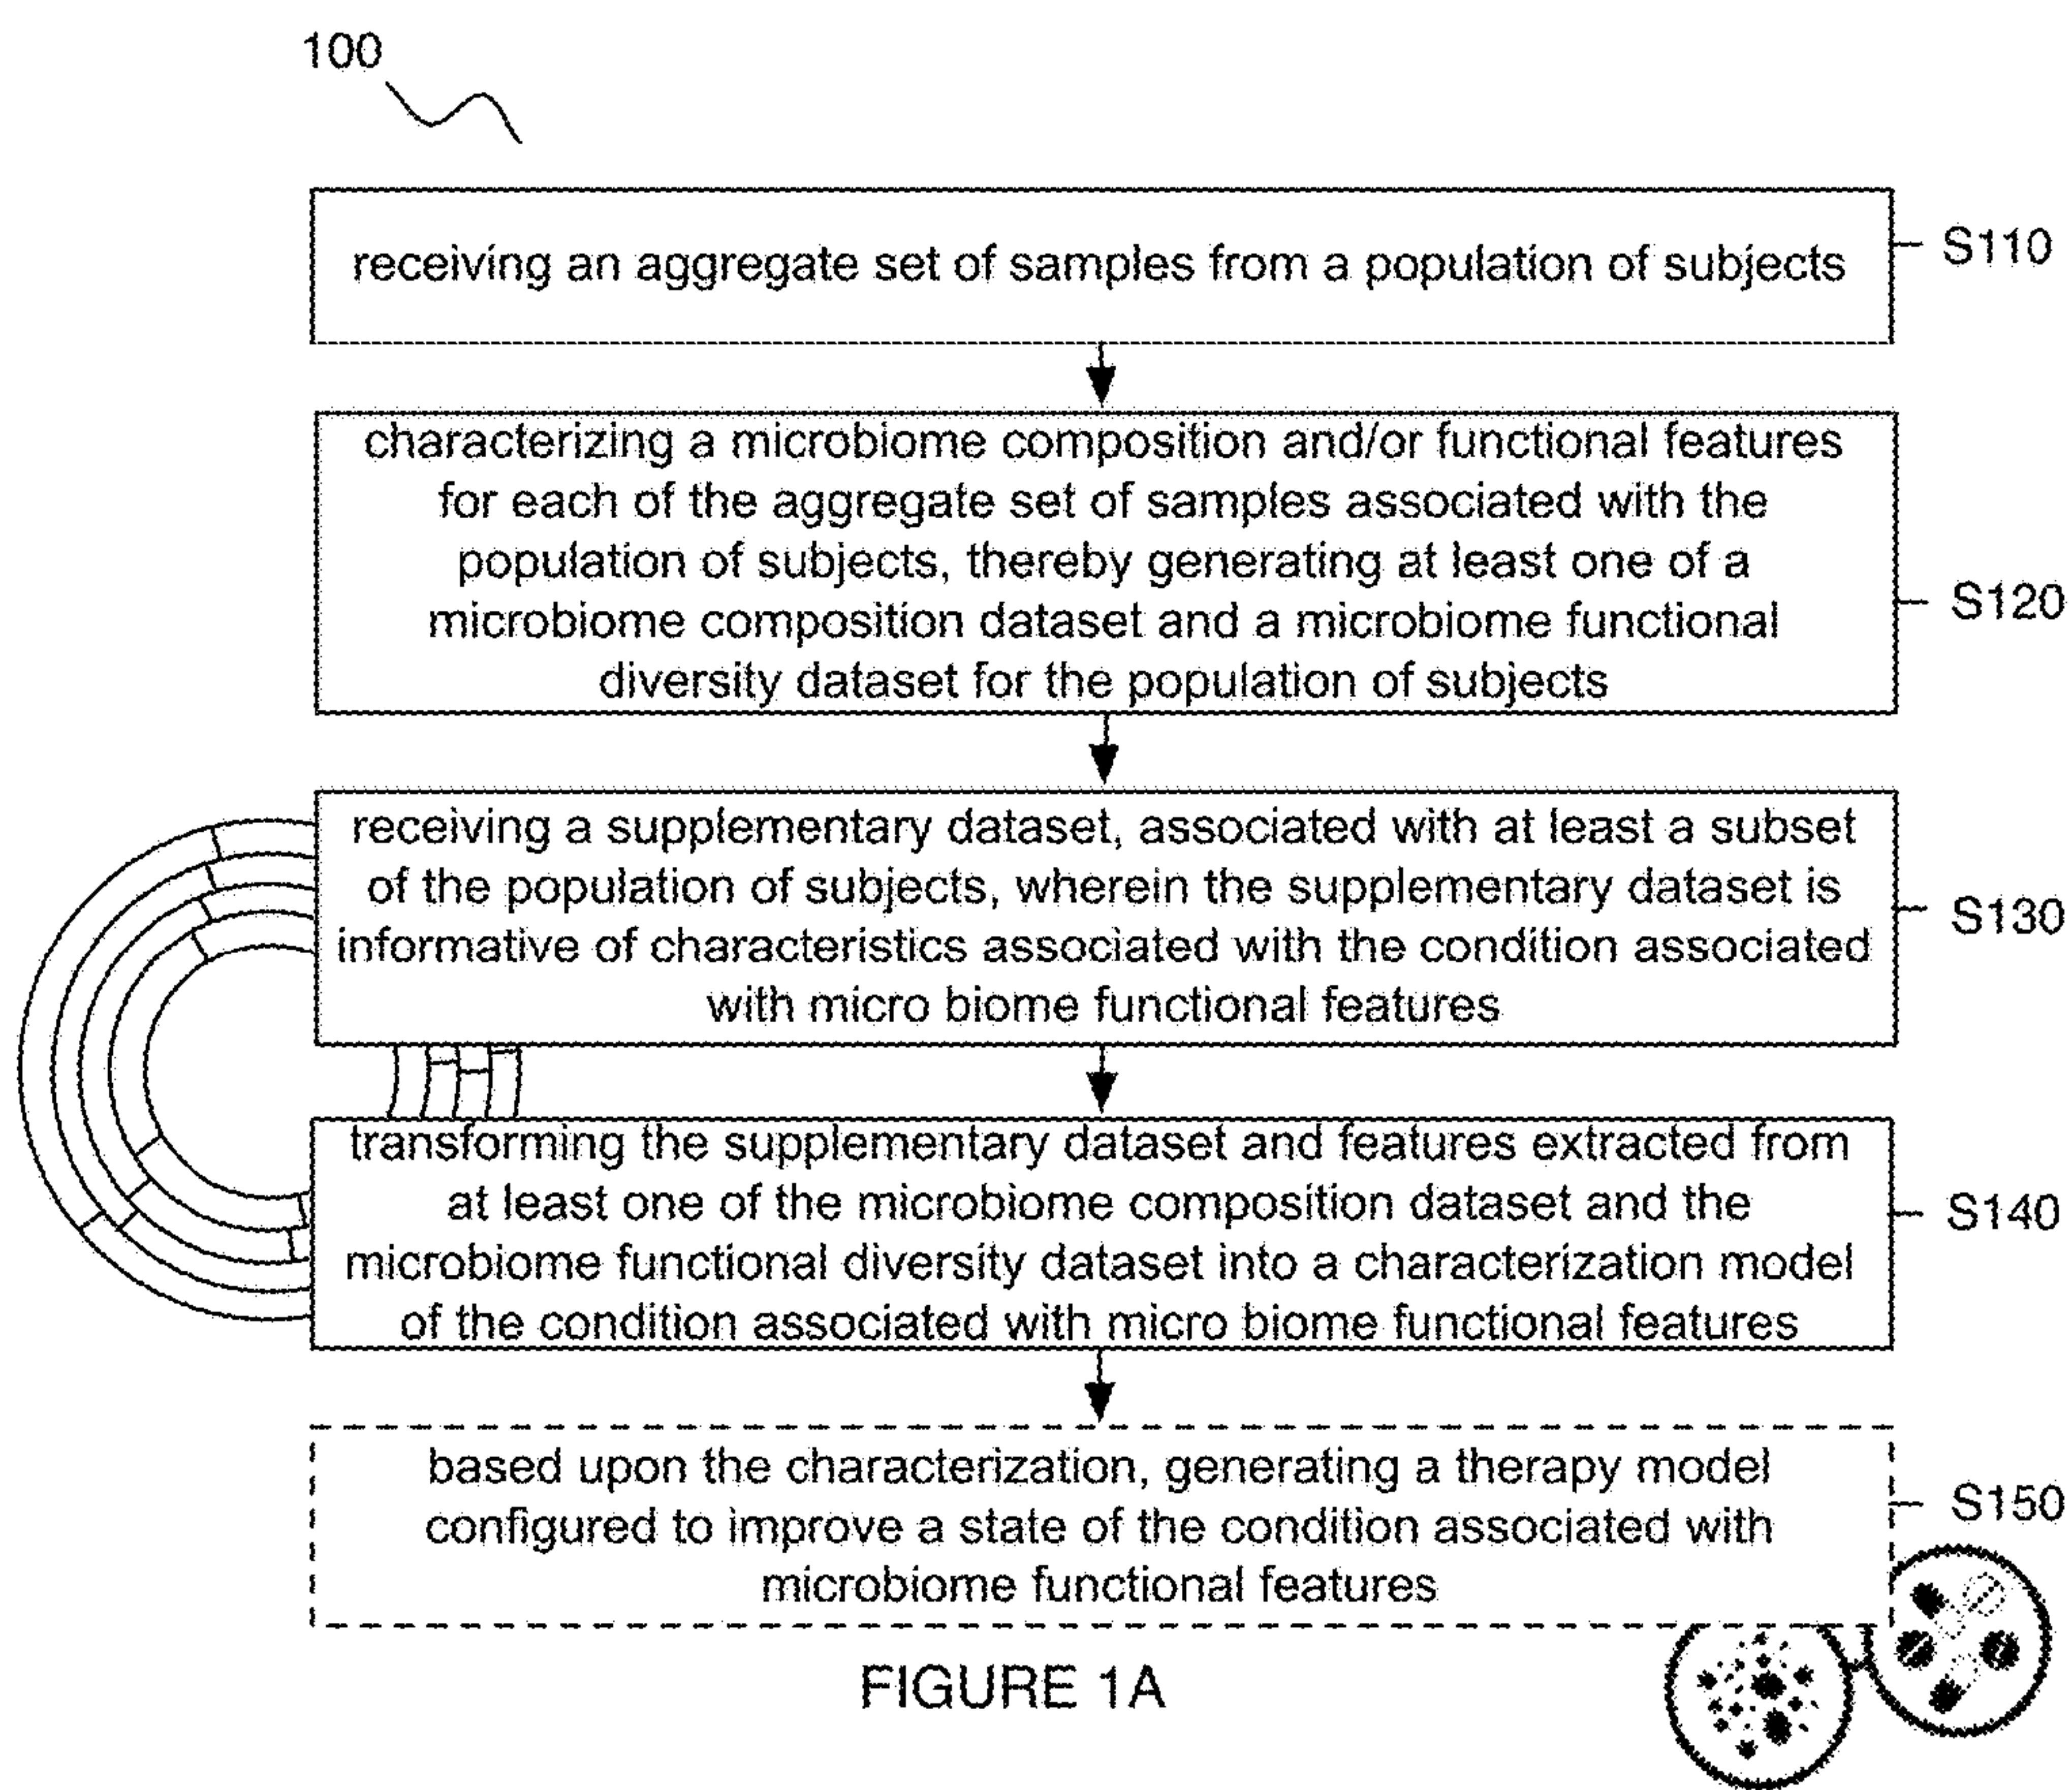 100
receiving an aggregate set of samples from a population of subjects
S110
characterizing a microbiome composition and/or functional features
for each of the aggregate set of samples associated with the
population of subjects, thereby generating at least one of a
microbiome composition dataset and a microbiome functional
diversity dataset for the population of subjects
S120
receiving a supplementary dataset, associated with at least a subset
of the population of subjects, wherein the supplementary dataset is
informative of characteristics associated with the condition associated
with micro biome functional features
S130
transforming the supplementary dataset and features extracted from
at least one of the microbiome composition dataset and the
microbiome functional diversity dataset into a characterization model
of the condition associated with micro biome functional features
S140
based upon the characterization, generating a therapy model
configured to improve a state of the condition associated with
microbiome functional features
S150
FIGURE 1A